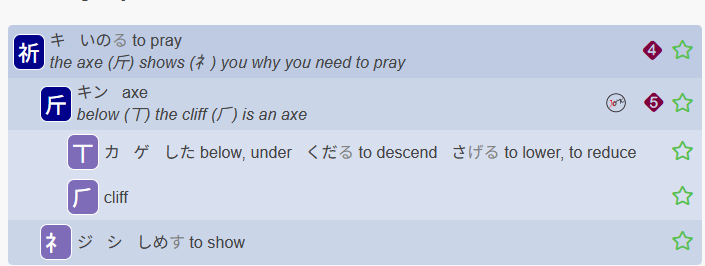 祈 キ いのる to pray 4
the axe (斤) shows (礻) you why you need to pray
斤 キン axe 5
below (丅) the cliff (厂) is an axe
丅 カ ゲ した below, under くだる to descend さげる to lower, to reduce
厂 cliff
礻 ジ シ しめす to show